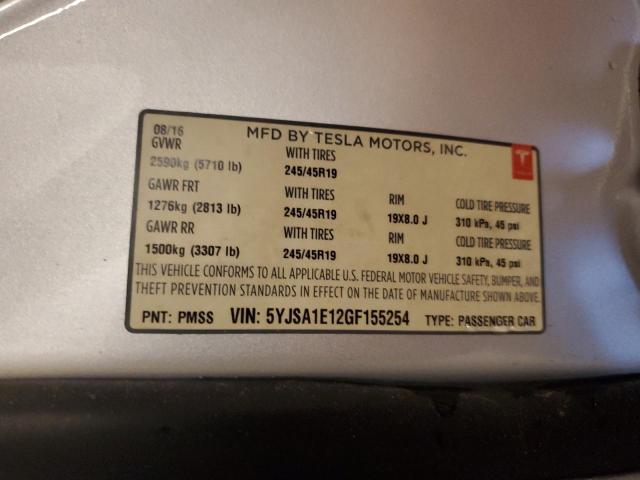 08/16 MFD BY TESLA MOTORS, INC.
GVWR WITH TIRES
2590kg (5710 lb) 245/45R19
GAWR FRT WITH TIRES RIM COLD TIRE PRESSURE
1276kg (2813 lb) 245/45R19 19X8.0 J 310 kPa, 45 psi
GAWR RR WITH TIRES RIM COLD TIRE PRESSURE
1500kg (3307 lb) 245/45R19 19X8.0 J 310 kPa, 45 psi
THIS VEHICLE CONFORMS TO ALL APPLICABLE U.S. FEDERAL MOTOR VEHICLE SAFETY, BUMPER, AND
THEFT PREVENTION STANDARDS IN EFFECT ON THE DATE OF MANUFACTURE SHOWN ABOVE.
PNT: PMSS VIN: 5YJSA1E12GF155254 TYPE: PASSENGER CAR